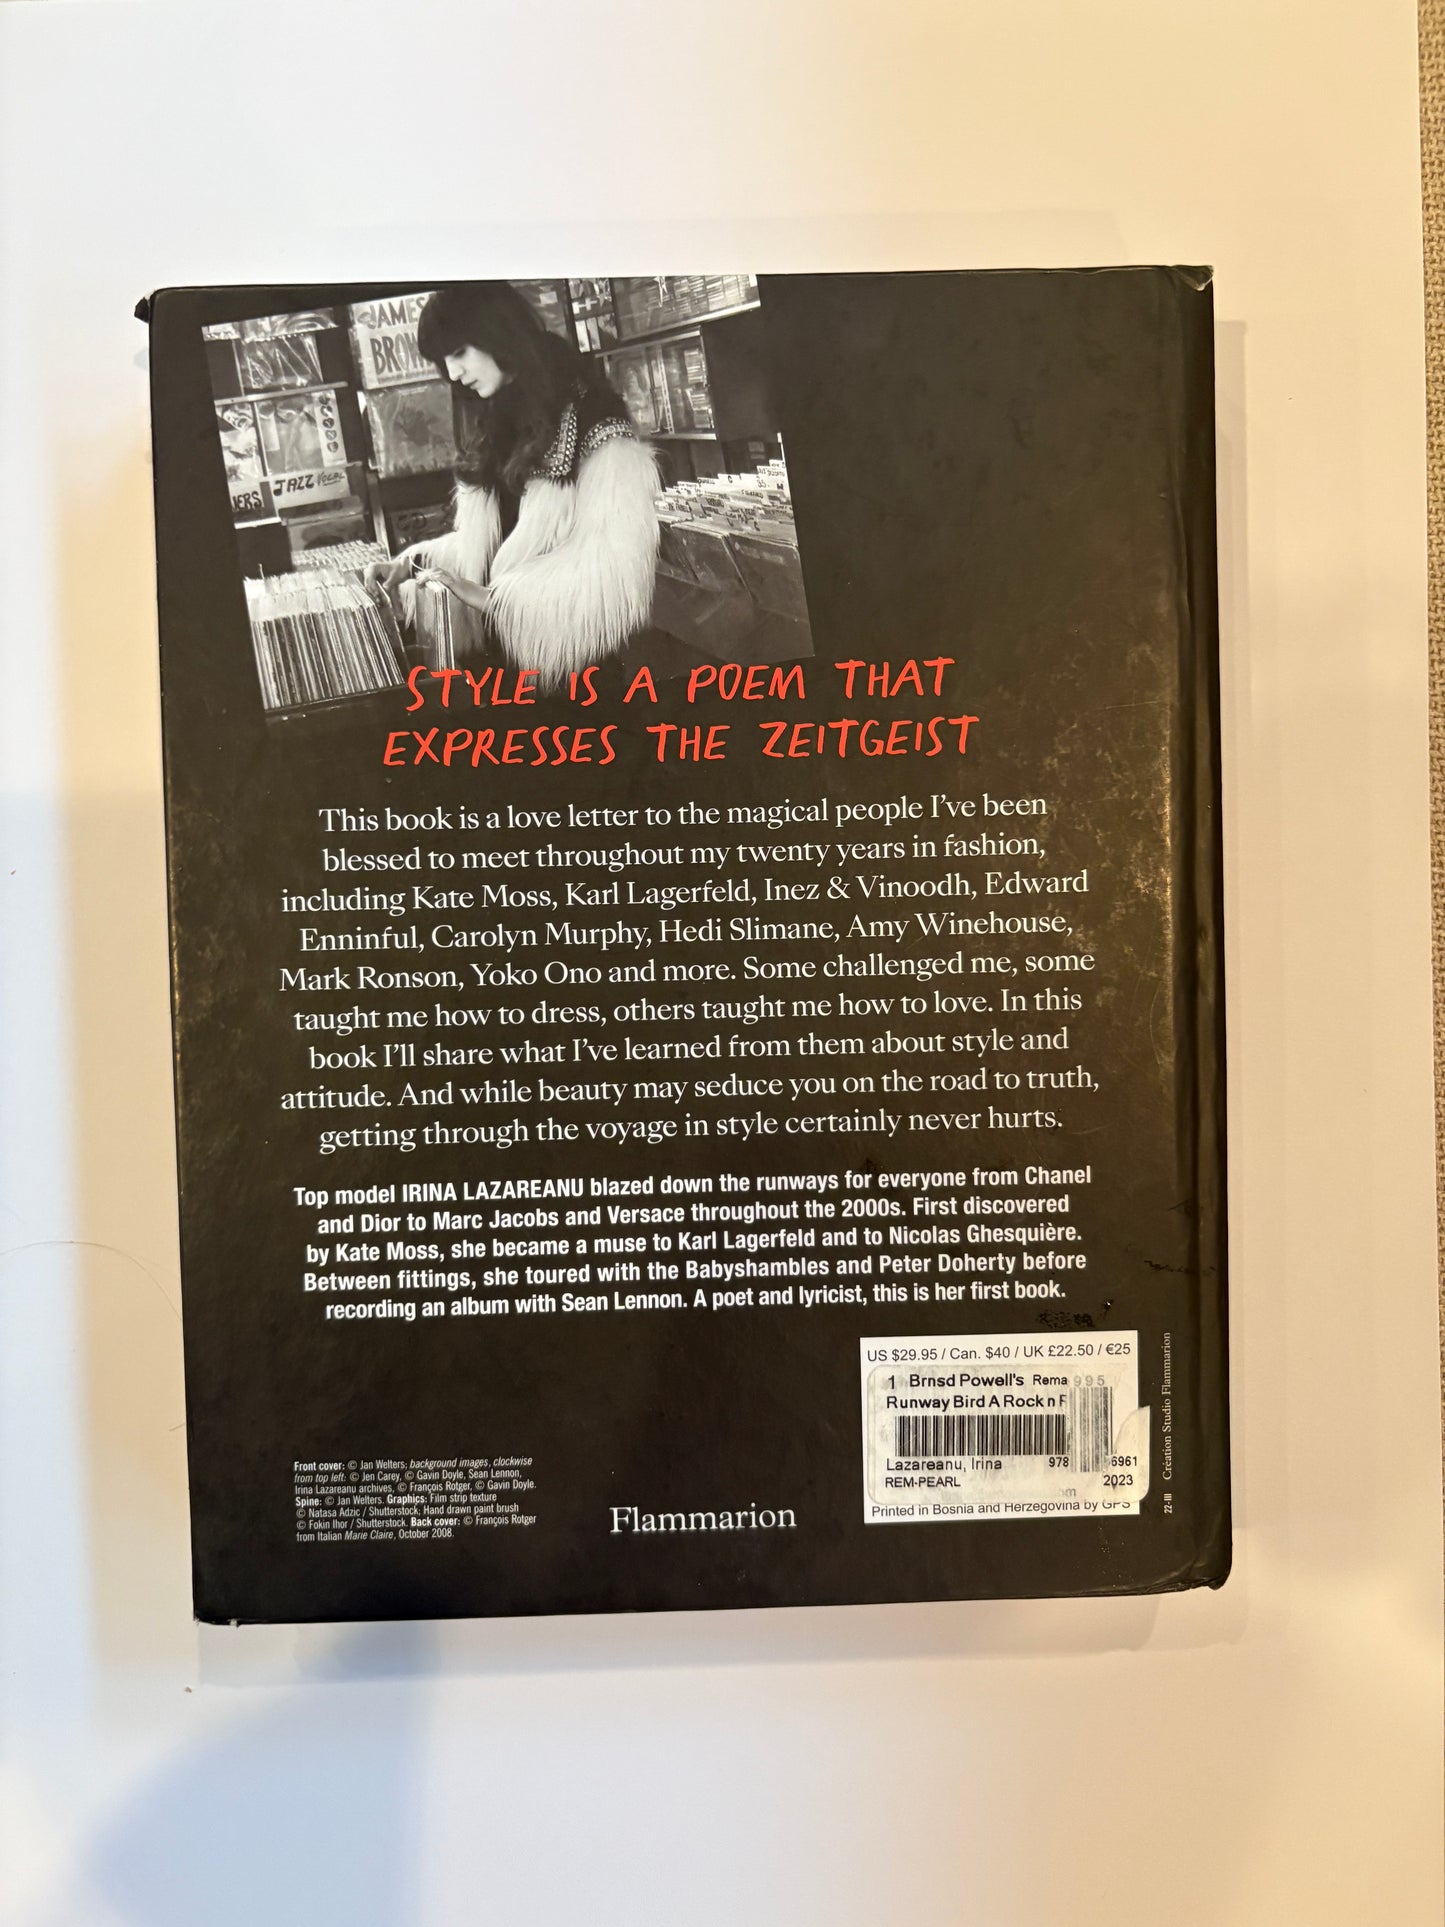 JAMES
BROWN
JAZZ VOCAL
STYLE IS A POEM THAT
EXPRESSES THE ZEITGEIST
This book is a love letter to the magical people I've been
blessed to meet throughout my twenty years in fashion,
including Kate Moss, Karl Lagerfeld, Inez & Vinoodh, Edward
Enninful, Carolyn Murphy, Hedi Slimane, Amy Winehouse,
Mark Ronson, Yoko Ono and more. Some challenged me, some
taught me how to dress, others taught me how to love. In this
book I'll share what I've learned from them about style and
attitude. And while beauty may seduce you on the road to truth,
getting through the voyage in style certainly never hurts.
Top model IRINA LAZAREANU blazed down the runways for everyone from Chanel
and Dior to Marc Jacobs and Versace throughout the 2000s. First discovered
by Kate Moss, she became a muse to Karl Lagerfeld and to Nicolas Ghesquière.
Between fittings, she toured with the Babyshambles and Peter Doherty before
recording an album with Sean Lennon. A poet and lyricist, this is her first book.
Front cover: © Jan Welters; background images, clockwise
from top left: © Jen Carey, © Gavin Doyle, Sean Lennon,
Irina Lazareanu archives, © François Rotger, © Gavin Doyle.
Spine: © Jan Welters. Graphics: Film strip texture
© Natasa Adzic / Shutterstock; Hand drawn paint brush
© Fokin Ihor / Shutterstock. Back cover: © François Rotger
from Italian Marie Claire, October 2008.
Flammarion
US $29.95 / Can. $40 / UK £22.50 / €25
1 Brnsd Powell's Rema 995
Runway Bird A Rock n F
Lazareanu, Irina 978 6961
REM-PEARL 2023
Printed in Bosnia and Herzegovina by GPS
22-III Création Studio Flammarion